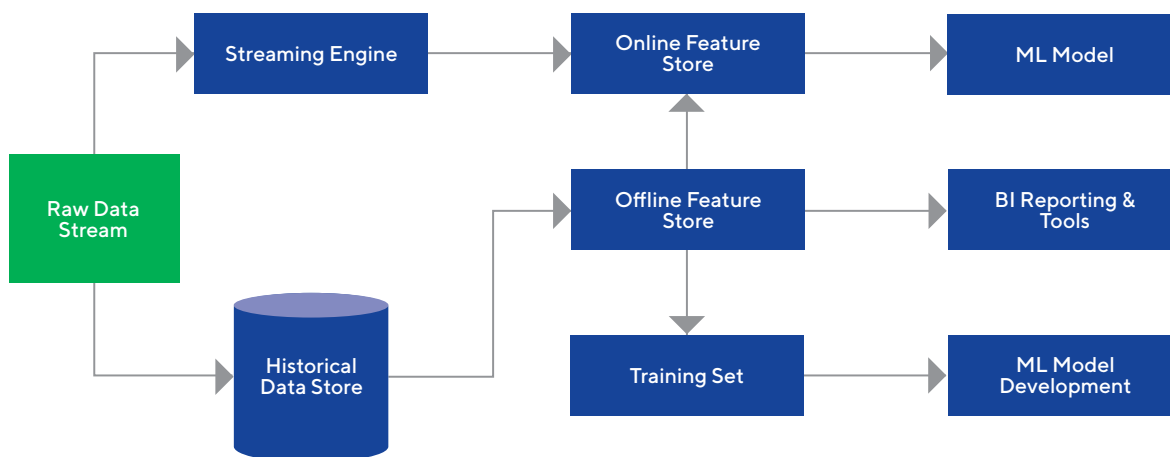 Streaming Engine
Online Feature
Store
ML Model
Raw Data
Stream
Offline Feature
Store
BI Reporting &
Tools
Historical
Data Store
Training Set
ML Model
Development